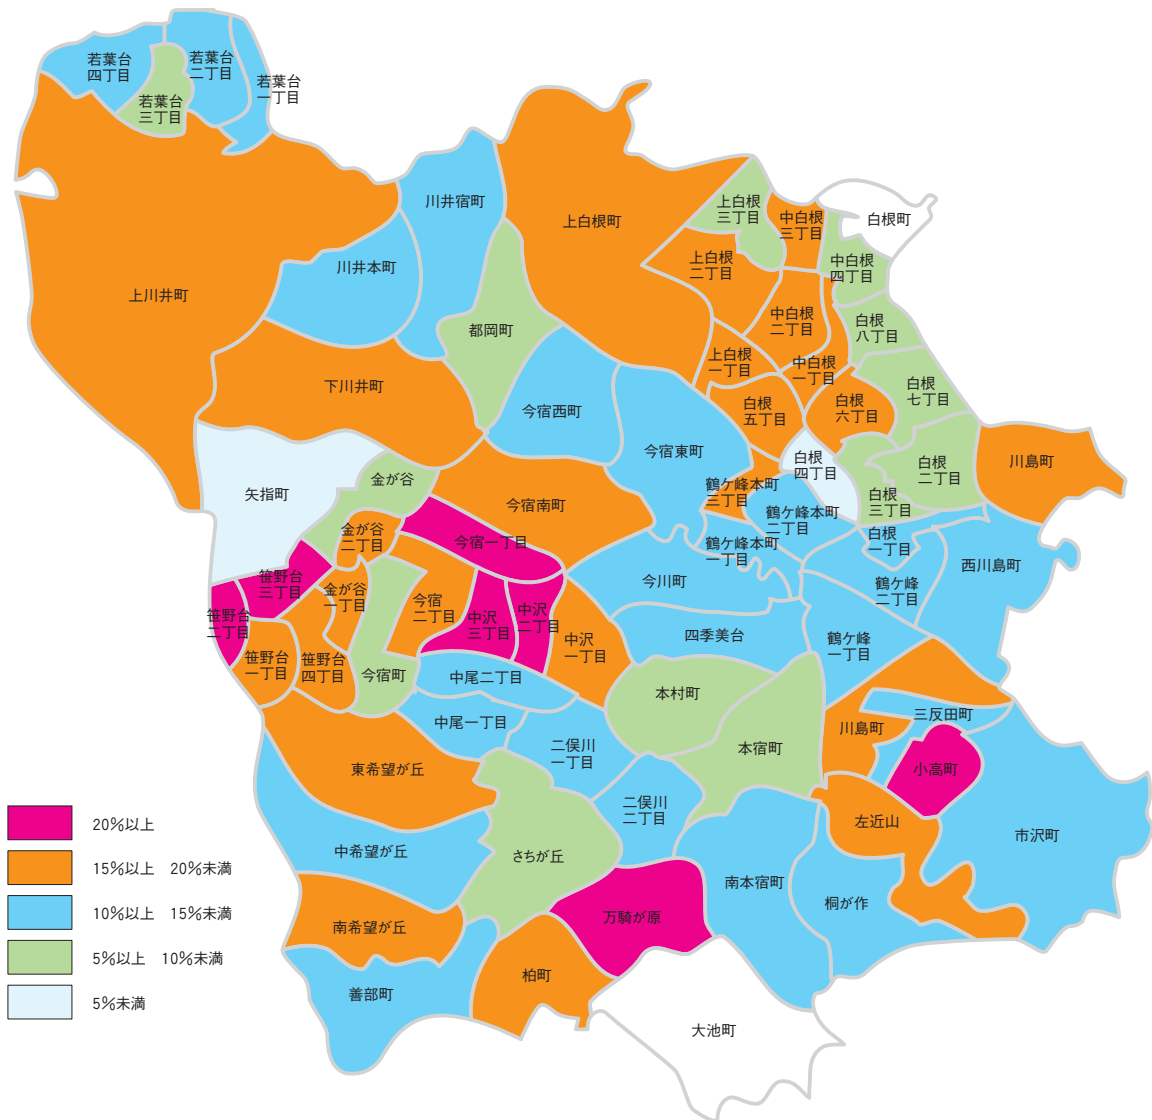 若葉台
四丁目
若葉台
二丁目
若葉台
一丁目
若葉台
三丁目
川井宿町
上白根町
上白根
三丁目
中白根
三丁目
白根町
上白根
二丁目
中白根
四丁目
川井本町
上川井町
都岡町
中白根
二丁目
白根
八丁目
上白根
一丁目
中白根
一丁目
下川井町
今宿西町
白根
五丁目
白根
六丁目
白根
七丁目
今宿東町
白根
四丁目
白根
二丁目
川島町
矢指町
金が谷
今宿南町
鶴ケ峰本町
三丁目
白根
三丁目
鶴ケ峰本町
二丁目
金が谷
二丁目
今宿一丁目
鶴ケ峰本町
一丁目
白根
一丁目
西川島町
笹野台
三丁目
金が谷
一丁目
今宿
二丁目
今川町
鶴ケ峰
二丁目
笹野台
二丁目
中沢
三丁目
中沢
二丁目
中沢
一丁目
四季美台
鶴ケ峰
一丁目
笹野台
一丁目
笹野台
四丁目
今宿町
中尾二丁目
本村町
中尾一丁目
二俣川
一丁目
本宿町
川島町
三反田町
東希望が丘
小高町
二俣川
二丁目
左近山
市沢町
20%以上
15%以上　20%未満
10%以上　15%未満
5%以上　10%未満
5%未満
中希望が丘
さちが丘
南本宿町
桐が作
南希望が丘
万騎が原
柏町
善部町
大池町